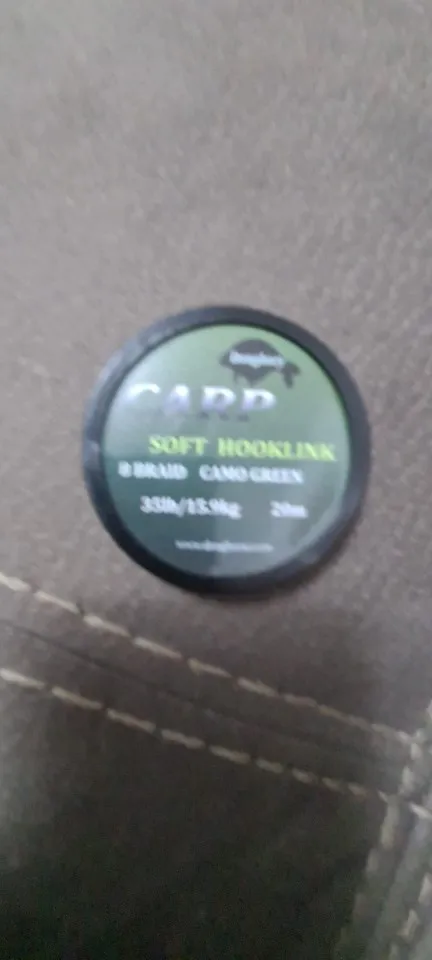 CARP
SOFT HOOKLINK
8 BRAID CAMO GREEN
35lb/15.9kg 20m